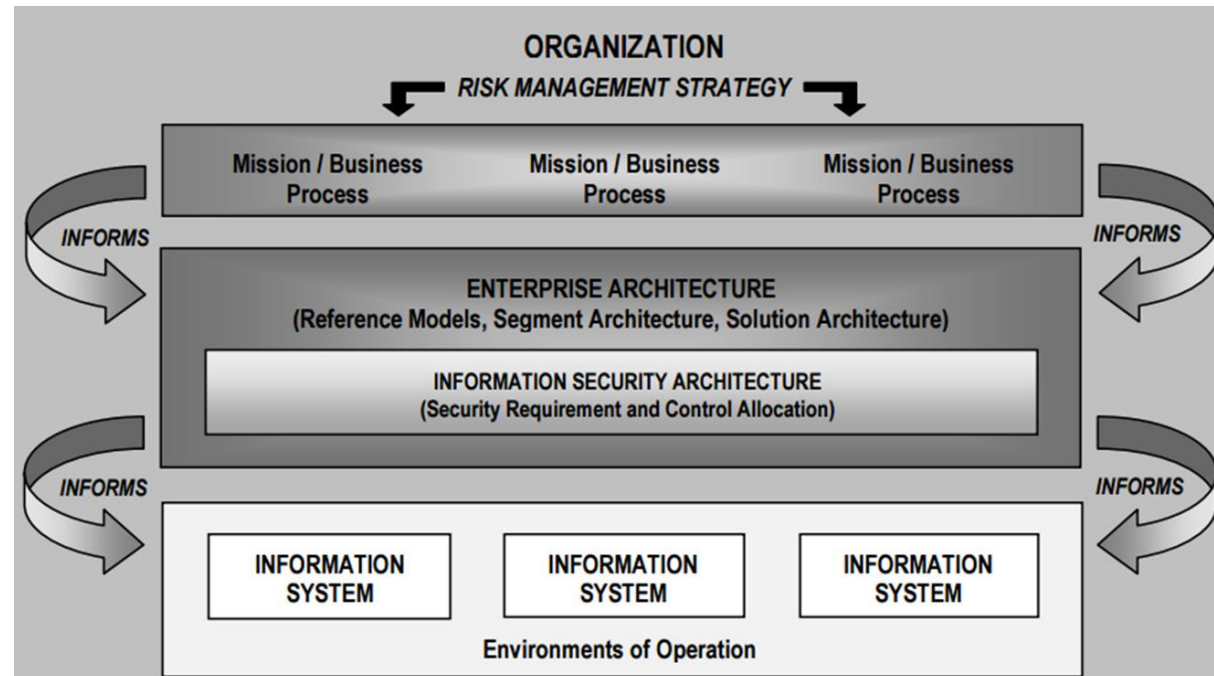 ORGANIZATION
RISK MANAGEMENT STRATEGY
Mission / Business
Process
Mission / Business
Process
Mission / Business
Process
INFORMS
INFORMS
ENTERPRISE ARCHITECTURE
(Reference Models, Segment Architecture, Solution Architecture)
INFORMATION SECURITY ARCHITECTURE
(Security Requirement and Control Allocation)
INFORMS
INFORMS
INFORMATION
SYSTEM
INFORMATION
SYSTEM
INFORMATION
SYSTEM
Environments of Operation